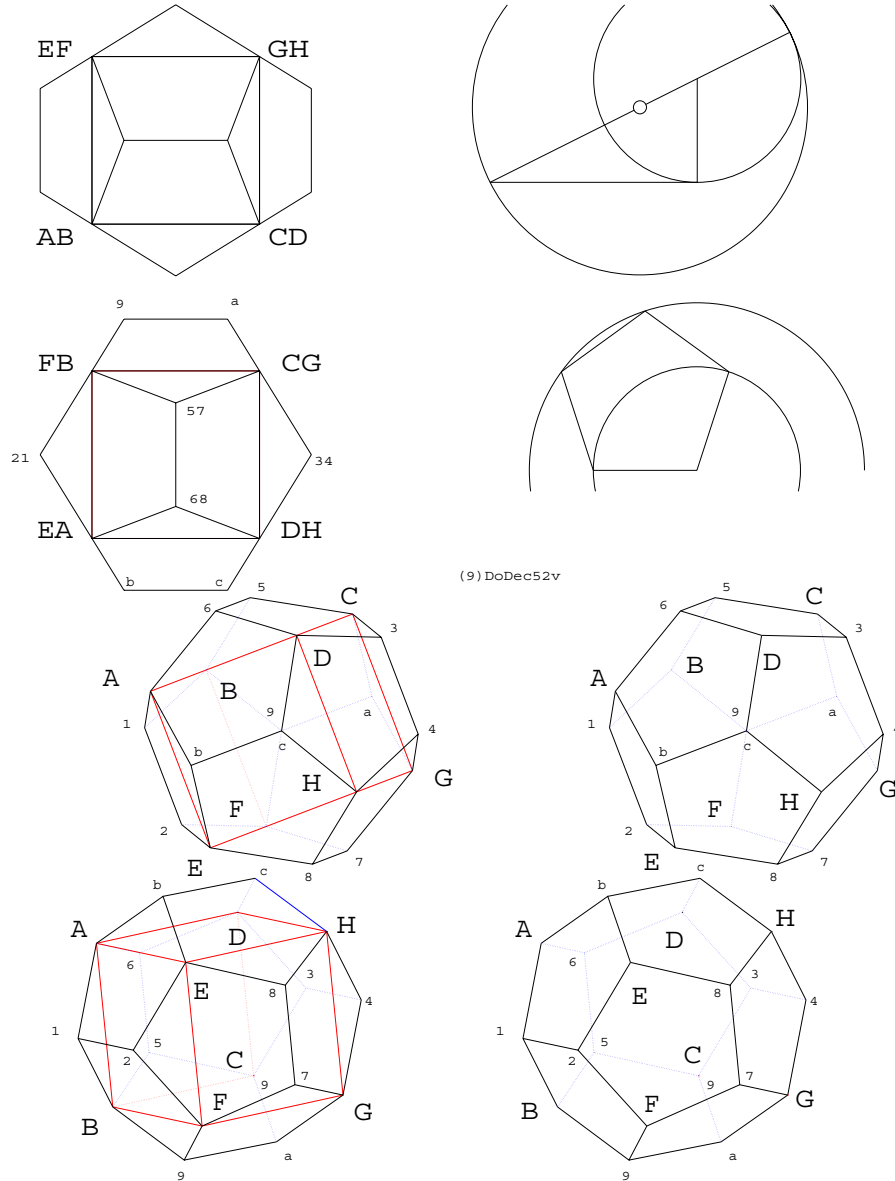 EF GH
AB CD
9 a
FB CG
57
21 34
68
EA DH
b c
(9)DoDec52v
5 C
6
3
D
A
B
9 a
1 4
b c
H G
F
2
E 8 7
5 C
6
3
D
A
B
9 a
1
b c
H G
F
2
E 8 7
b c
A H
D
6
3
E 8 4
1
5
2 C
9 7
F G
B
a
9
b c
A H
D
6
3
E 8 4
1
5
2 C
9 7
F G
B
a
9